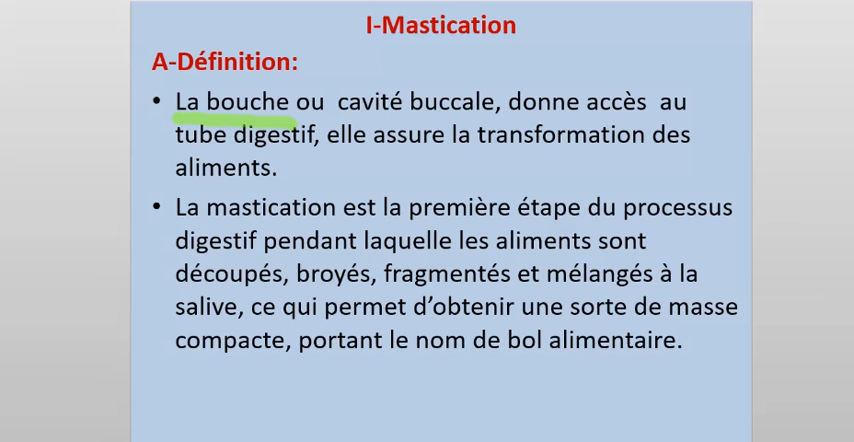 I-Mastication
A-Définition:
• La bouche ou cavité buccale, donne accès au
tube digestif, elle assure la transformation des
aliments.
• La mastication est la première étape du processus
digestif pendant laquelle les aliments sont
découpés, broyés, fragmentés et mélangés à la
salive, ce qui permet d’obtenir une sorte de masse
compacte, portant le nom de bol alimentaire.